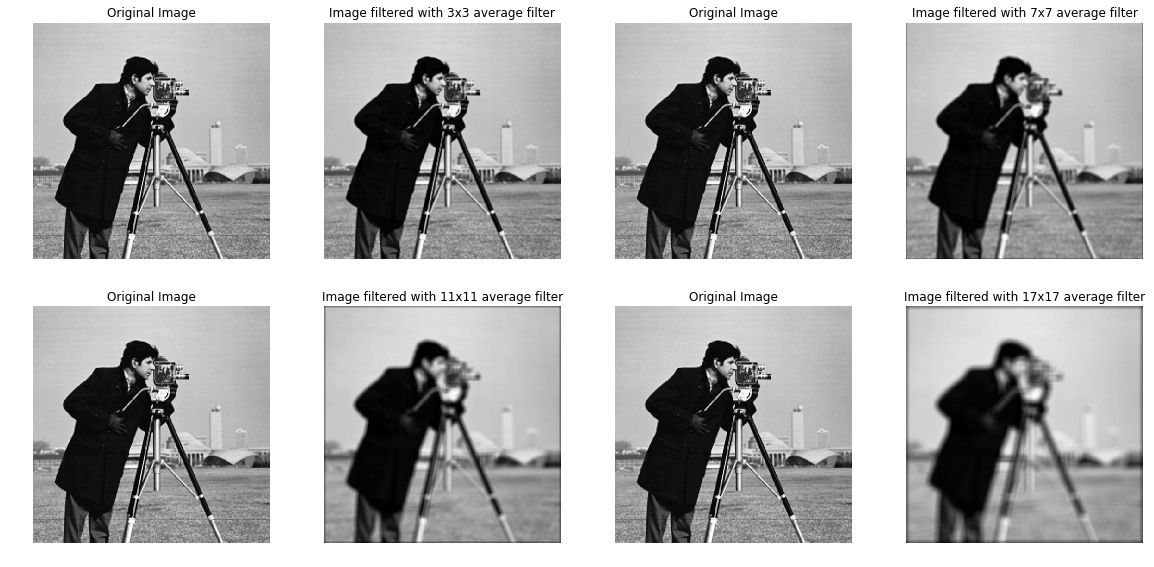 Original Image
Image filtered with 3x3 average filter
Original Image
Image filtered with 7x7 average filter
Original Image
Image filtered with 11x11 average filter
Original Image
Image filtered with 17x17 average filter